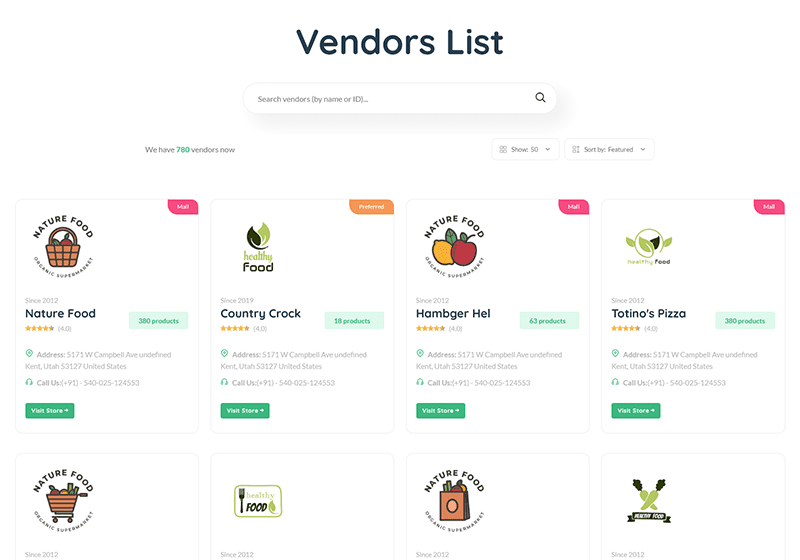 Vendors List
Search vendors (by name or ID)...
We have 780 vendors now
Show: 50
Sort by: Featured
Mall
NATURE FOOD
ORGANIC SUPERMARKET
Since 2012
Nature Food
(4.0)
380 products
Address: 5171 W Campbell Ave undefined
Kent, Utah 53127 United States
Call Us:(+91) - 540-025-124553
Visit Store
Preferred
healthy
Food
Since 2019
Country Crock
(4.0)
18 products
Address: 5171 W Campbell Ave undefined
Kent, Utah 53127 United States
Call Us:(+91) - 540-025-124553
Visit Store
Mall
NATURE FOOD
ORGANIC SUPERMARKET
Since 2012
Hambger Hel
(4.0)
63 products
Address: 5171 W Campbell Ave undefined
Kent, Utah 53127 United States
Call Us:(+91) - 540-025-124553
Visit Store
Mall
healthy Food
Since 2012
Totino's Pizza
(4.0)
380 products
Address: 5171 W Campbell Ave undefined
Kent, Utah 53127 United States
Call Us:(+91) - 540-025-124553
Visit Store
NATURE FOOD
ORGANIC SUPERMARKET
Since 2012
healthy
FOOD
Since 2012
NATURE FOOD
ORGANIC SUPERMARKET
Since 2012
HEALTHY FOOD
Since 2012